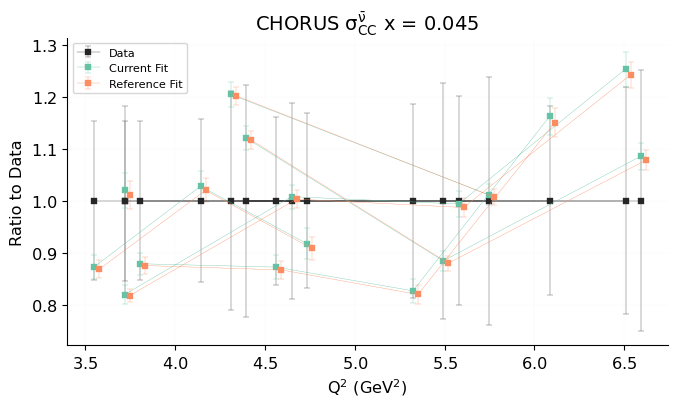 CHORUS σ^ν̄_CC x = 0.045
Data
Current Fit
Reference Fit
Ratio to Data
1.3
1.2
1.1
1.0
0.9
0.8
3.5 4.0 4.5 5.0 5.5 6.0 6.5
Q² (GeV²)